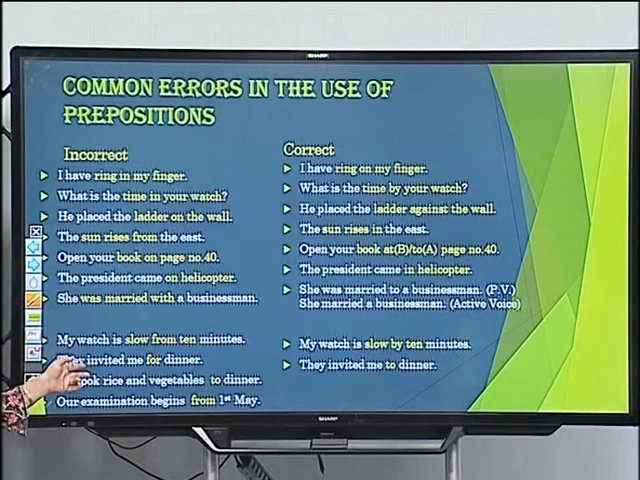 SHARP
COMMON ERRORS IN THE USE OF
PREPOSITIONS
Incorrect
I have ring in my finger.
What is the time in your watch?
He placed the ladder on the wall.
The sun rises from the east.
Open your book on page no.40.
The president came on helicopter.
She was married with a businessman.
My watch is slow from ten minutes.
They invited me for dinner.
rice and vegetables to dinner.
Our examination begins from 1st May.
Correct
I have ring on my finger.
What is the time by your watch?
He placed the ladder against the wall.
The sun rises in the east.
Open your book at(B)/to(A) page no.40.
The president came in helicopter.
She was married to a businessman. (P.V.)
She married a businessman. (Active Voice)
My watch is slow by ten minutes.
They invited me to dinner.
SHARP